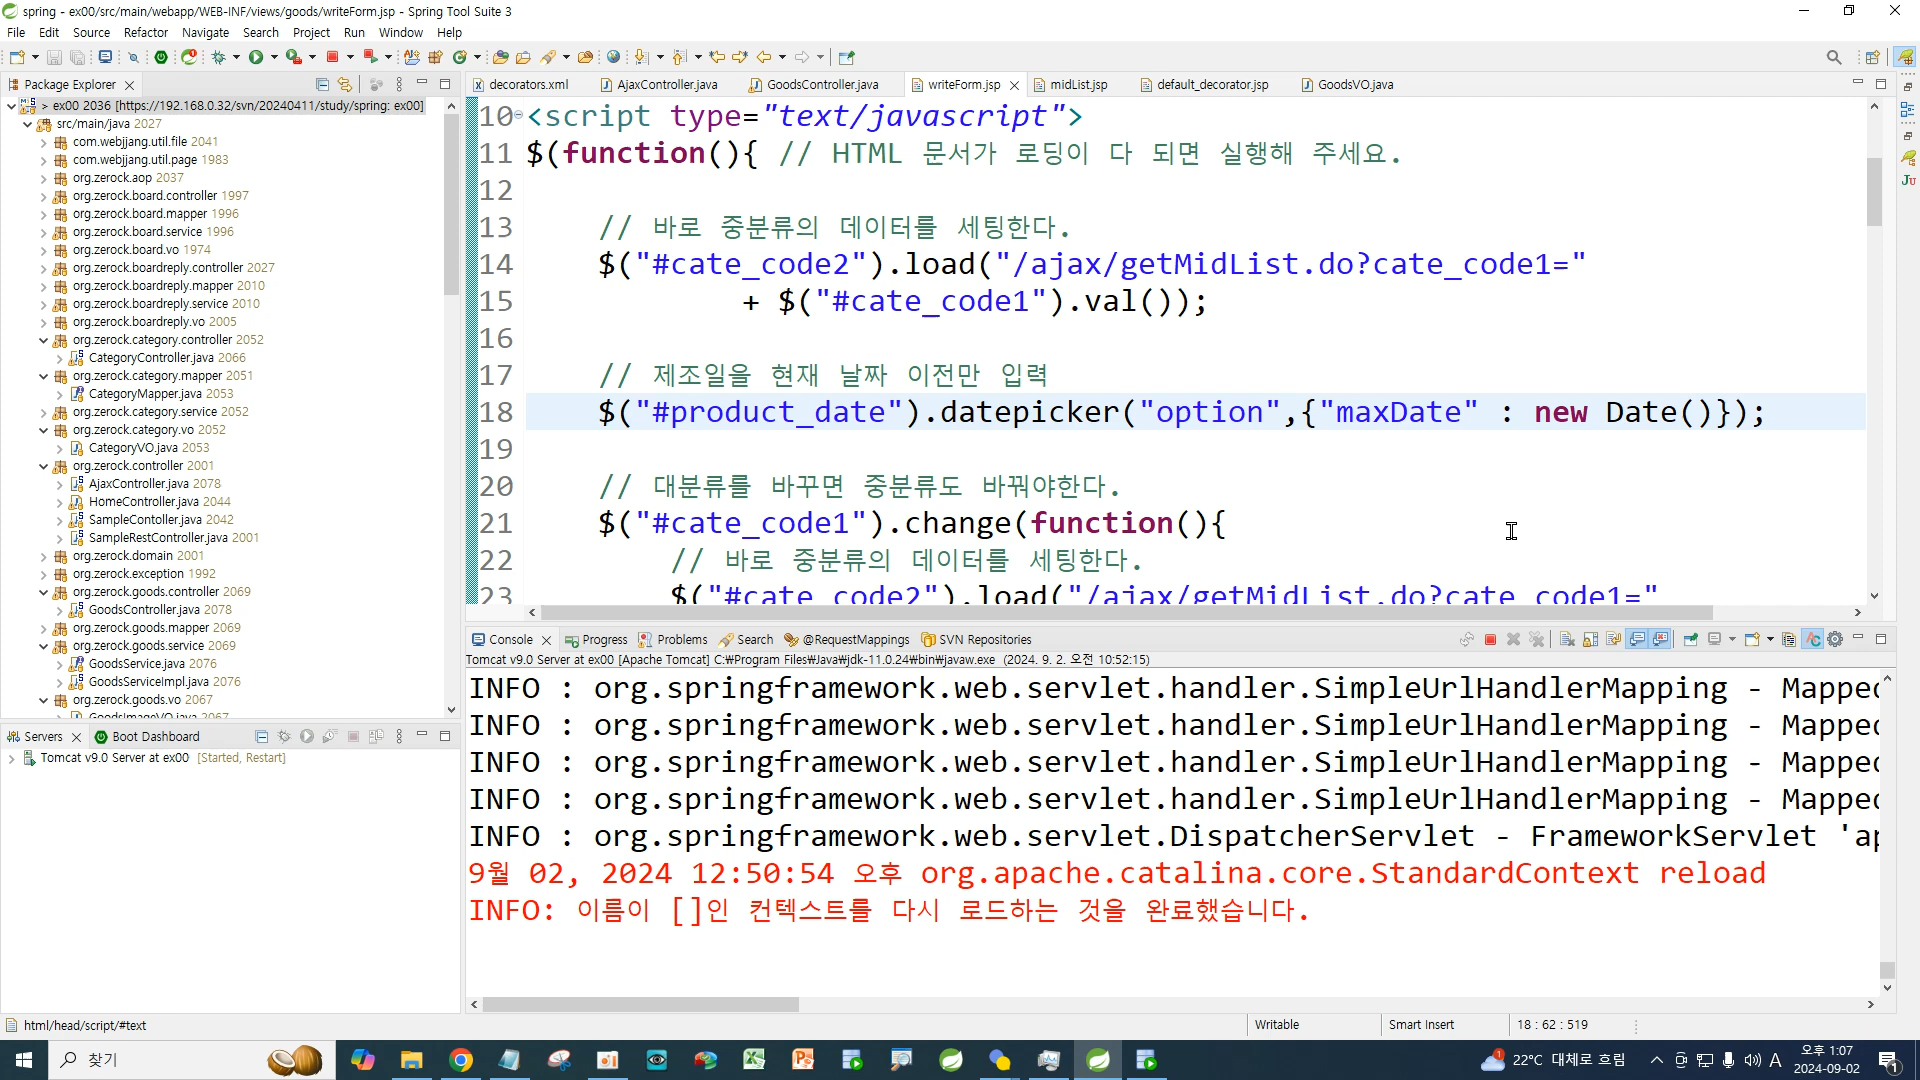 spring - ex00/src/main/webapp/WEB-INF/views/goods/writeForm.jsp - Spring Tool Suite 3
File Edit Source Refactor Navigate Search Project Run Window Help
Package Explorer
> ex00 2036 [https://192.168.0.32/svn/20240411/study/spring: ex00]
src/main/java 2027
com.webjjang.util.file 2041
com.webjjang.util.page 1983
org.zerock.aop 2037
org.zerock.board.controller 1997
org.zerock.board.mapper 1996
org.zerock.board.service 1996
org.zerock.board.vo 1974
org.zerock.boardreply.controller 2027
org.zerock.boardreply.mapper 2010
org.zerock.boardreply.service 2010
org.zerock.boardreply.vo 2005
org.zerock.category.controller 2052
CategoryController.java 2066
org.zerock.category.mapper 2051
CategoryMapper.java 2053
org.zerock.category.service 2052
org.zerock.category.vo 2052
CategoryVO.java 2053
org.zerock.controller 2001
AjaxController.java 2078
HomeController.java 2044
SampleContoller.java 2042
SampleRestController.java 2001
org.zerock.domain 2001
org.zerock.exception 1992
org.zerock.goods.controller 2069
GoodsController.java 2078
org.zerock.goods.mapper 2069
org.zerock.goods.service 2069
GoodsService.java 2076
GoodsServiceImpl.java 2076
org.zerock.goods.vo 2067
GoodsImageVO.java 2067
Servers Boot Dashboard
Tomcat v9.0 Server at ex00 [Started, Restart]
decorators.xml AjaxController.java GoodsController.java writeForm.jsp midList.jsp default_decorator.jsp GoodsVO.java
10 <script type="text/javascript">
11 $(function(){ // HTML 문서가 로딩이 다 되면 실행해 주세요.
12
13 // 바로 중분류의 데이터를 세팅한다.
14 $("#cate_code2").load("/ajax/getMidList.do?cate_code1="
15 + $("#cate_code1").val());
16
17 // 제조일을 현재 날짜 이전만 입력
18 $("#product_date").datepicker("option",{"maxDate" : new Date()});
19
20 // 대분류를 바꾸면 중분류도 바꿔야한다.
21 $("#cate_code1").change(function(){
22 // 바로 중분류의 데이터를 세팅한다.
23 $("#cate_code2").load("/ajax/getMidList.do?cate_code1="
Console Progress Problems Search @RequestMappings SVN Repositories
Tomcat v9.0 Server at ex00 [Apache Tomcat] C:₩Program Files₩Java₩jdk-11.0.24₩bin₩javaw.exe (2024. 9. 2. 오전 10:52:15)
INFO : org.springframework.web.servlet.handler.SimpleUrlHandlerMapping - Mapped
INFO : org.springframework.web.servlet.handler.SimpleUrlHandlerMapping - Mapped
INFO : org.springframework.web.servlet.handler.SimpleUrlHandlerMapping - Mapped
INFO : org.springframework.web.servlet.handler.SimpleUrlHandlerMapping - Mapped
INFO : org.springframework.web.servlet.DispatcherServlet - FrameworkServlet 'ap
9월 02, 2024 12:50:54 오후 org.apache.catalina.core.StandardContext reload
INFO: 이름이 []인 컨텍스트를 다시 로드하는 것을 완료했습니다.
html/head/script/#text
Writable Smart Insert 18 : 62 : 519
찾기
22°C 대체로 흐림
A
오후 1:07
2024-09-02
1